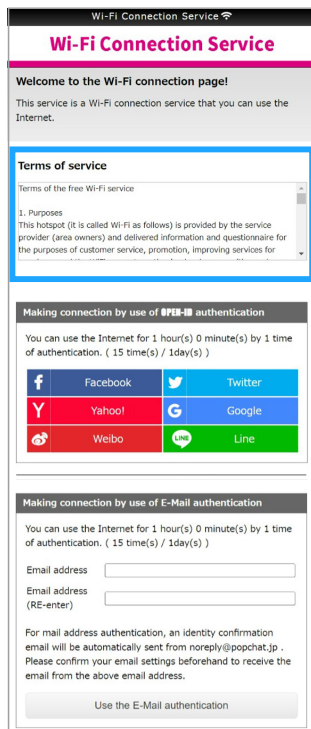 Wi-Fi Connection Service
Wi-Fi Connection Service
Welcome to the Wi-Fi connection page!
This service is a Wi-Fi connection service that you can use the
Internet.
Terms of service
Terms of the free Wi-Fi service
1. Purposes
This hotspot (it is called Wi-Fi as follows) is provided by the service
provider (area owners) and delivered information and questionnaire for
the purposes of customer service, promotion, improving services for
Making connection by use of OPEN-ID authentication
You can use the Internet for 1 hour(s) 0 minute(s) by 1 time
of authentication. ( 15 time(s) / 1day(s) )
Facebook
Twitter
Yahoo!
Google
Weibo
LINE
Line
Making connection by use of E-Mail authentication
You can use the Internet for 1 hour(s) 0 minute(s) by 1 time
of authentication. ( 15 time(s) / 1day(s) )
Email address
Email address
(RE-enter)
For mail address authentication, an identity confirmation
email will be automatically sent from noreply@popchat.jp .
Please confirm your email settings beforehand to receive the
email from the above email address.
Use the E-Mail authentication